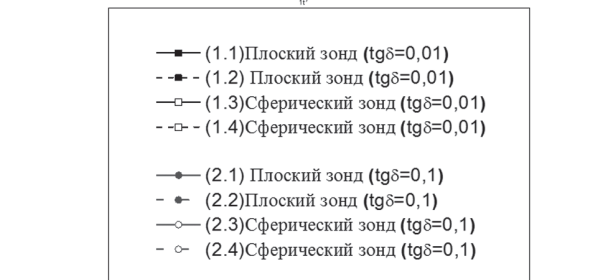 (1.1)Плоский зонд (tgδ=0,01)
(1.2) Плоский зонд (tgδ=0,01)
(1.3)Сферический зонд (tgδ=0,01)
(1.4)Сферический зонд (tgδ=0,01)
(2.1) Плоский зонд (tgδ=0,1)
(2.2)Плоский зонд (tgδ=0,1)
(2.3)Сферический зонд (tgδ=0,1)
(2.4)Сферический зонд (tgδ=0,1)